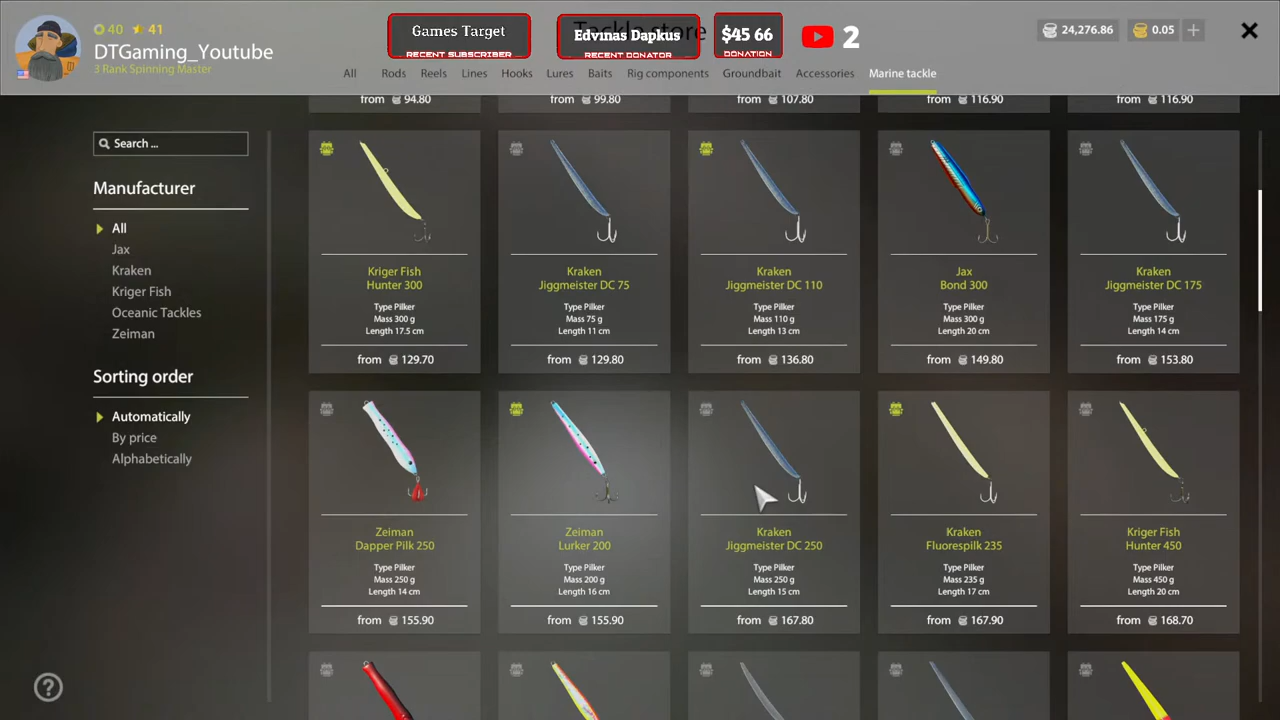 40 41
DTGaming_Youtube
3 Rank Spinning Master
Games Target
RECENT SUBSCRIBER
Tackle store
Edvinas Dapkus
RECENT DONATOR
$45 66
DONATION
2
24,276.86
0.05
All Rods Reels Lines Hooks Lures Baits Rig components Groundbait Accessories Marine tackle
from 94.80
from 99.80
from 107.80
from 116.90
from 116.90
Search ...
Manufacturer
All
Jax
Kraken
Kriger Fish
Oceanic Tackles
Zeiman
Sorting order
Automatically
By price
Alphabetically
Kriger Fish
Hunter 300
Type Pilker
Mass 300 g
Length 17.5 cm
from 129.70
Kraken
Jiggmeister DC 75
Type Pilker
Mass 75 g
Length 11 cm
from 129.80
Kraken
Jiggmeister DC 110
Type Pilker
Mass 110 g
Length 13 cm
from 136.80
Jax
Bond 300
Type Pilker
Mass 300 g
Length 20 cm
from 149.80
Kraken
Jiggmeister DC 175
Type Pilker
Mass 175 g
Length 14 cm
from 153.80
Zeiman
Dapper Pilk 250
Type Pilker
Mass 250 g
Length 14 cm
from 155.90
Zeiman
Lurker 200
Type Pilker
Mass 200 g
Length 16 cm
from 155.90
Kraken
Jiggmeister DC 250
Type Pilker
Mass 250 g
Length 15 cm
from 167.80
Kraken
Fluorespilk 235
Type Pilker
Mass 235 g
Length 17 cm
from 167.90
Kriger Fish
Hunter 450
Type Pilker
Mass 450 g
Length 20 cm
from 168.70
?